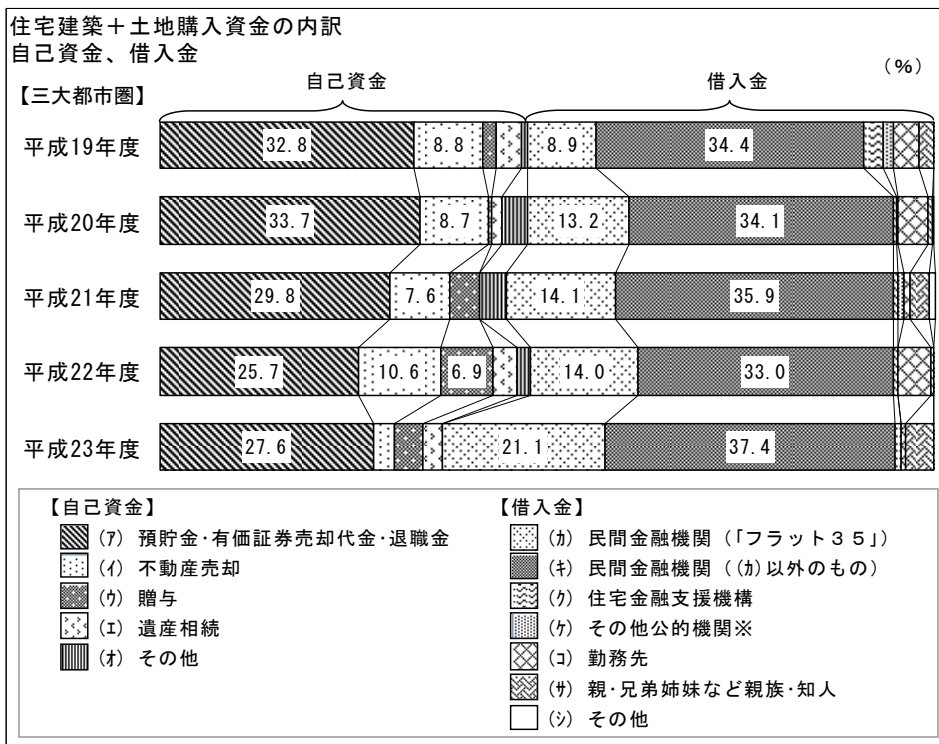 住宅建築＋土地購入資金の内訳
自己資金、借入金
（％）
【三大都市圏】
自己資金 借入金
平成19年度 32.8 8.8 8.9 34.4
平成20年度 33.7 8.7 13.2 34.1
平成21年度 29.8 7.6 14.1 35.9
平成22年度 25.7 10.6 6.9 14.0 33.0
平成23年度 27.6 21.1 37.4
【自己資金】
(ｱ) 預貯金･有価証券売却代金･退職金
(ｲ) 不動産売却
(ｳ) 贈与
(ｴ) 遺産相続
(ｵ) その他
【借入金】
(ｶ) 民間金融機関（｢フラット３５｣）
(ｷ) 民間金融機関（(ｶ)以外のもの）
(ｸ) 住宅金融支援機構
(ｹ) その他公的機関※
(ｺ) 勤務先
(ｻ) 親･兄弟姉妹など親族･知人
(ｼ) その他